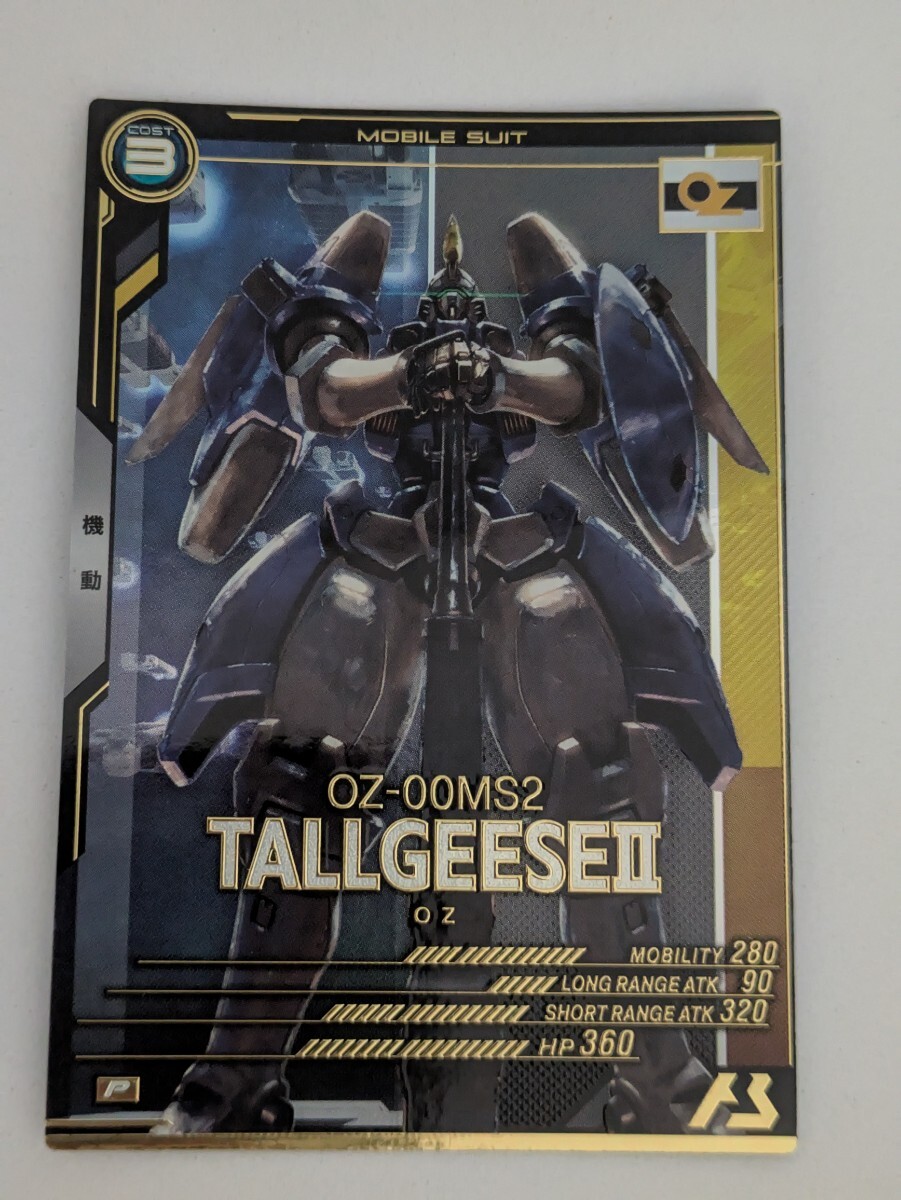 COST
3
MOBILE SUIT
OZ
機動
OZ-00MS2
TALLGEESEII
OZ
MOBILITY 280
LONG RANGE ATK 90
SHORT RANGE ATK 320
HP 360
P
AB